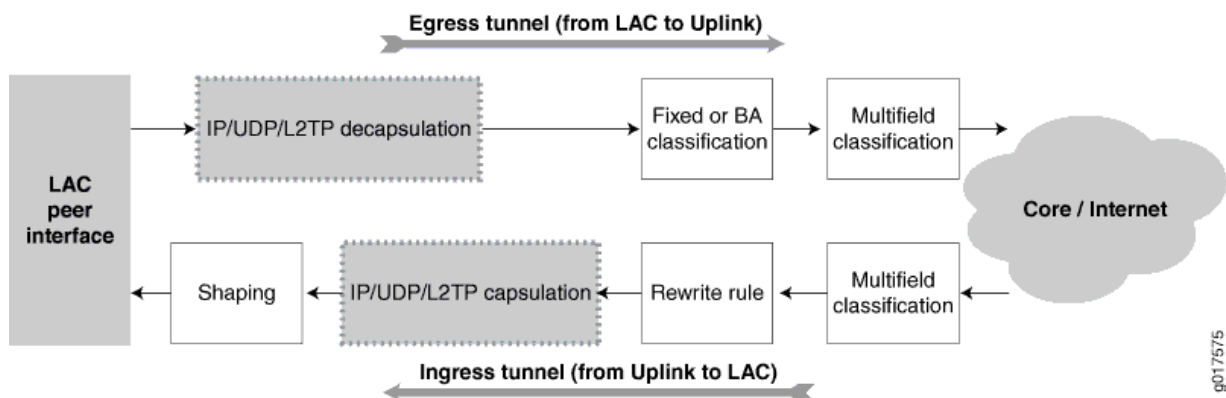 Egress tunnel (from LAC to Uplink)
LAC
peer
interface
IP/UDP/L2TP decapsulation
Fixed or BA
classification
Multifield
classification
Core / Internet
Shaping
IP/UDP/L2TP capsulation
Rewrite rule
Multifield
classification
Ingress tunnel (from Uplink to LAC)
g017575